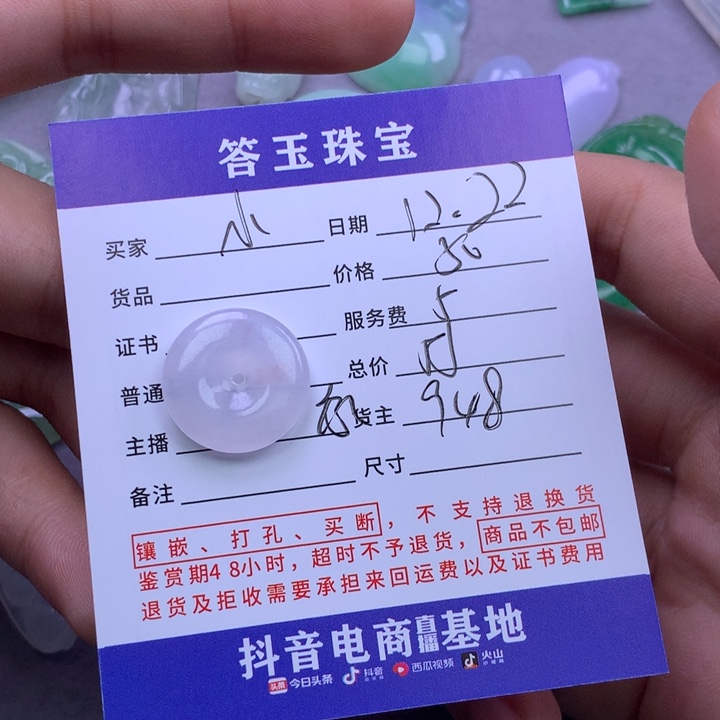 答玉珠宝
买家 水 日期 12.22
货品 价格 50
证书 服务费 5
普通 总价
主播 货主 948
备注 尺寸
镶嵌、打孔、买断，不支持退换货
鉴赏期48小时，超时不予退货，商品不包邮
退货及拒收需要承担来回运费以及证书费用
抖音电商直播基地
头条 今日头条 抖音 西瓜视频 火山